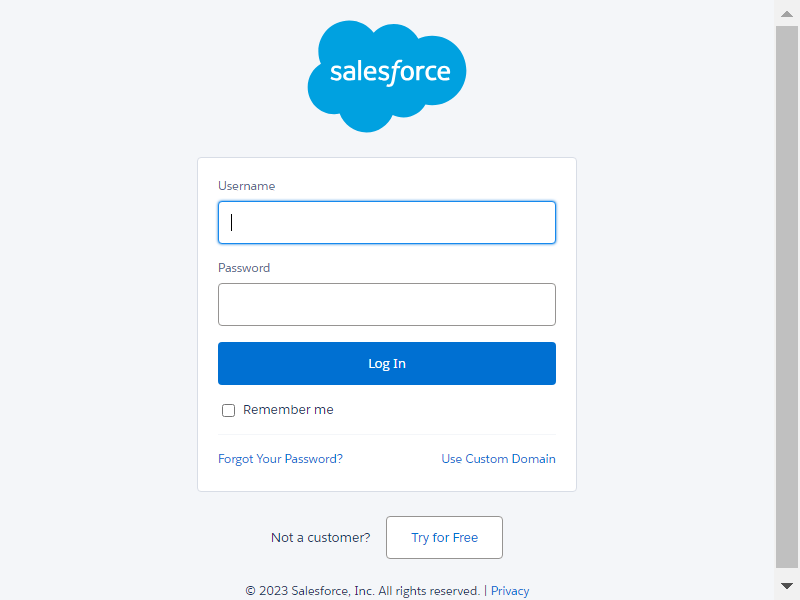 salesforce
Username
Password
Log In
Remember me
Forgot Your Password?
Use Custom Domain
Not a customer?
Try for Free
© 2023 Salesforce, Inc. All rights reserved. | Privacy